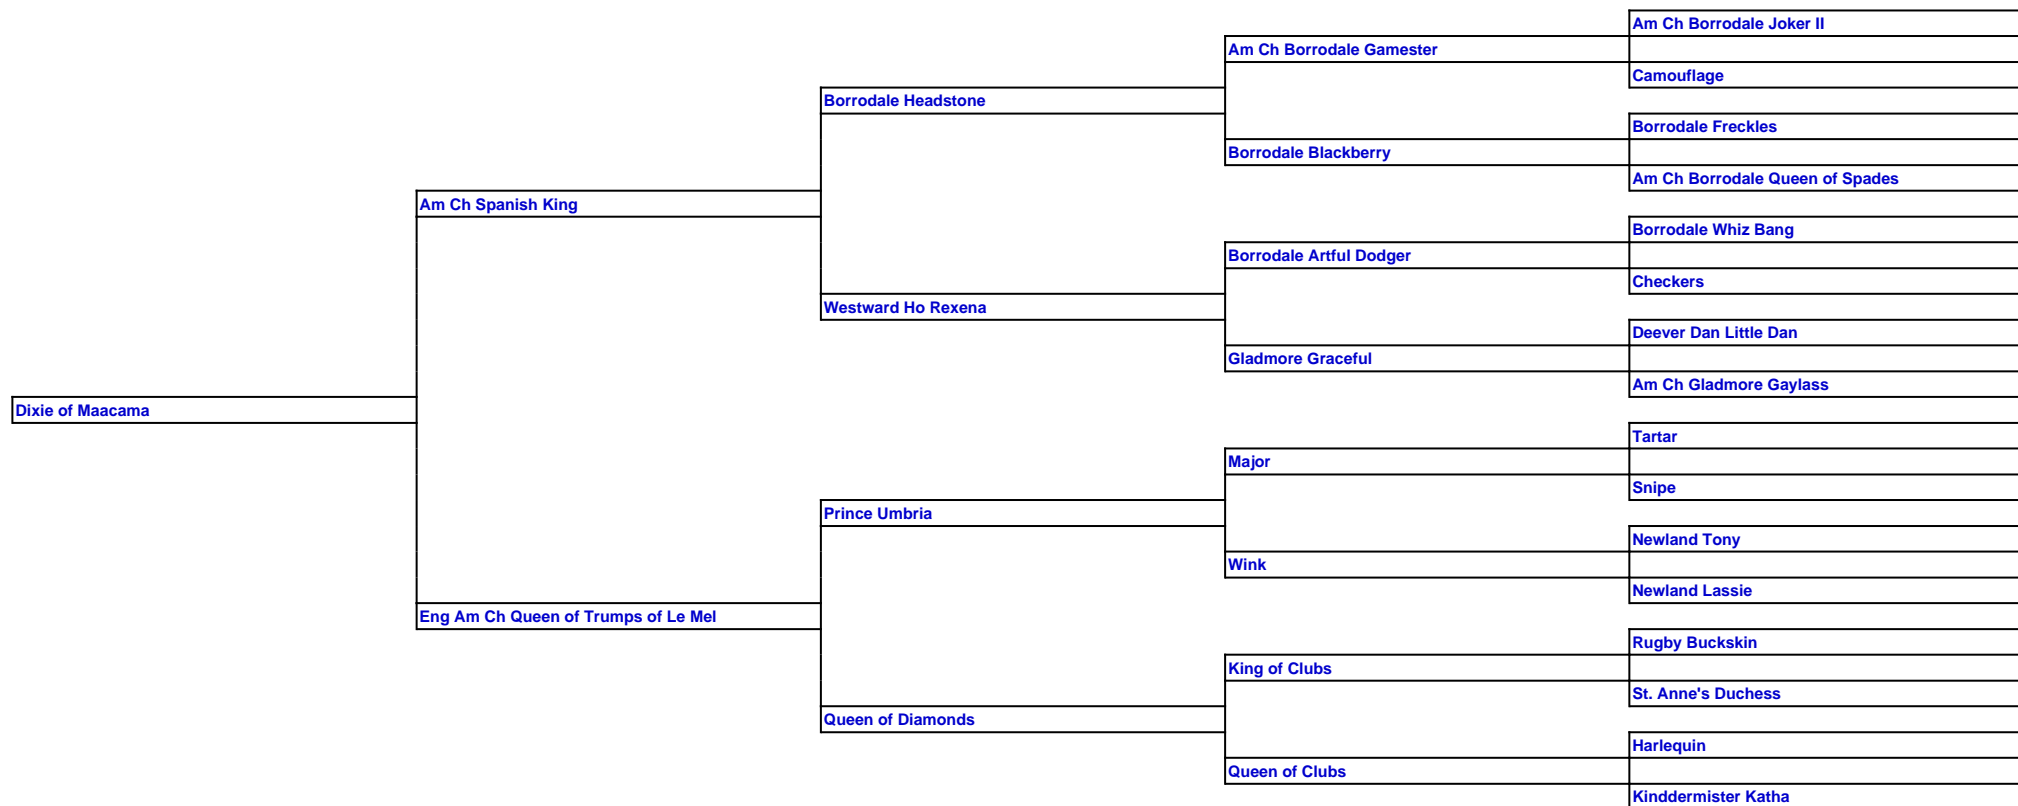 Am Ch Borrodale Joker II
Am Ch Borrodale Gamester
Camouflage
Borrodale Headstone
Borrodale Freckles
Borrodale Blackberry
Am Ch Borrodale Queen of Spades
Am Ch Spanish King
Borrodale Whiz Bang
Borrodale Artful Dodger
Checkers
Westward Ho Rexena
Deever Dan Little Dan
Gladmore Graceful
Am Ch Gladmore Gaylass
Dixie of Maacama
Tartar
Major
Snipe
Prince Umbria
Newland Tony
Wink
Newland Lassie
Eng Am Ch Queen of Trumps of Le Mel
Rugby Buckskin
King of Clubs
St. Anne's Duchess
Queen of Diamonds
Harlequin
Queen of Clubs
Kinddermister Katha